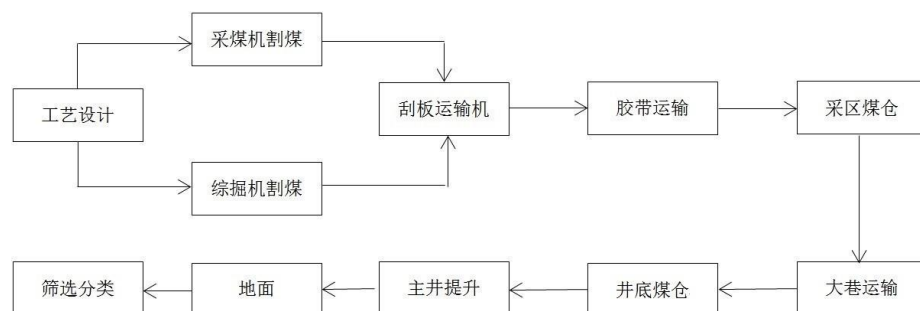 采煤机割煤
工艺设计
刮板运输机
胶带运输
采区煤仓
综掘机割煤
筛选分类
地面
主井提升
井底煤仓
大巷运输